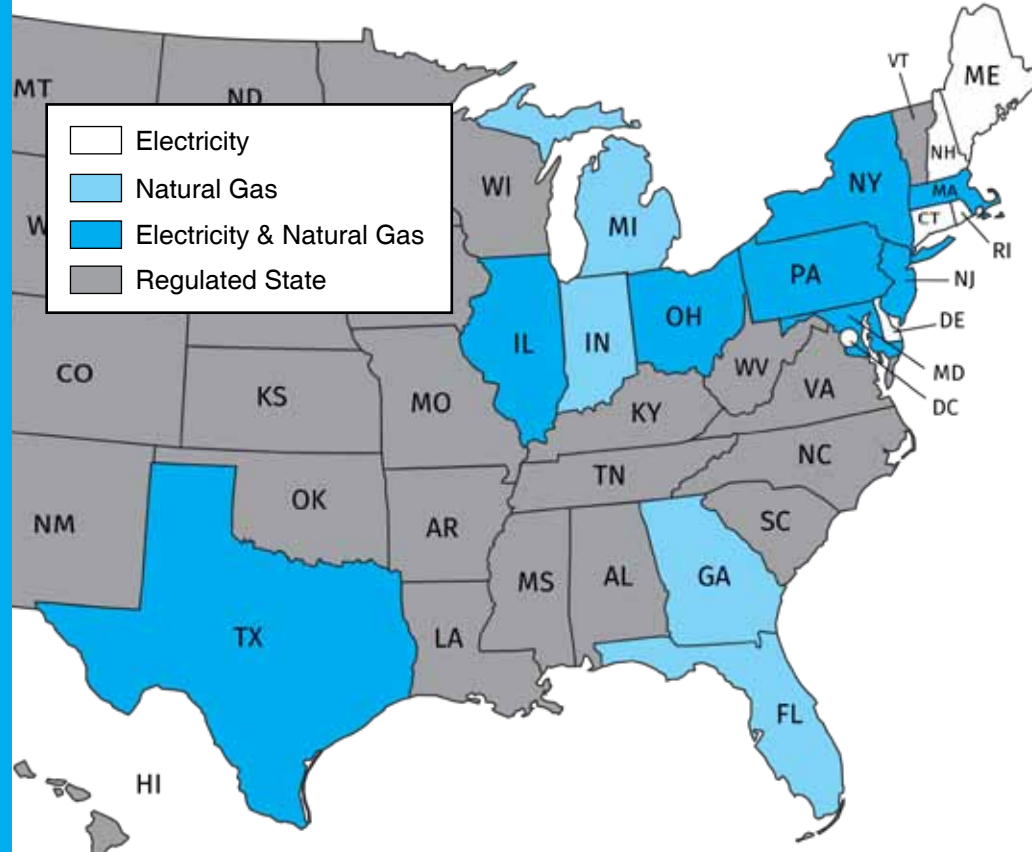 MT
ND
VT
ME
Electricity
Natural Gas
Electricity & Natural Gas
Regulated State
W
WI
MI
NY
NH
MA
CT
RI
PA
NJ
IL
IN
OH
DE
MD
DC
CO
KS
MO
WV
VA
KY
NM
OK
AR
TN
NC
SC
MS
AL
GA
TX
LA
FL
HI